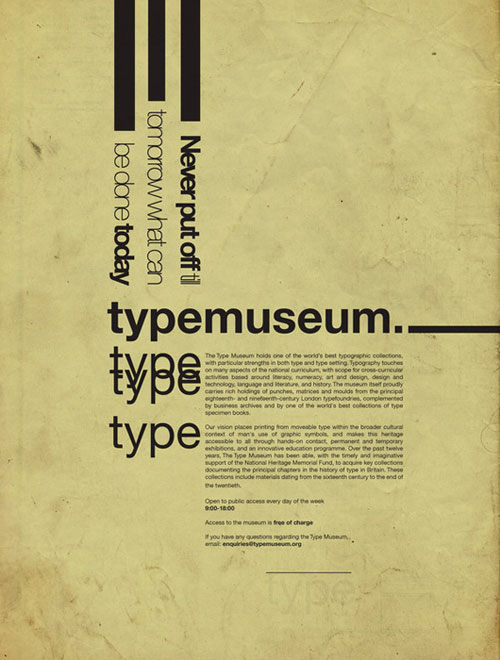 Never put off till
tomorrow what can
be done today
typemuseum.
type
type
type
The Type Museum holds one of the world's best typographic collections,
with particular strengths in both type and type setting. Typography touches
on many aspects of the national curriculum, with scope for cross-curricular
activities based around literacy, numeracy, art and design, design and
technology, language and literature, and history. The museum itself proudly
carries rich holdings of punches, matrices and moulds from the principal
eighteenth- and nineteenth-century London typefoundries, complemented
by business archives and by one of the world's best collections of type
specimen books.
Our vision places printing from moveable type within the broader cultural
context of man's use of graphic symbols, and makes this heritage
accessible to all through hands-on contact, permanent and temporary
exhibitions, and an innovative education programme. Over the past twelve
years, The Type Museum has been able, with the timely and imaginative
support of the National Heritage Memorial Fund, to acquire key collections
documenting the principal chapters in the history of type in Britain. These
collections include materials dating from the sixteenth century to the end of
the twentieth.
Open to public access every day of the week
9:00-18:00
Access to the museum is free of charge
If you have any questions regarding the Type Museum,
email: enquiries@typemuseum.org
type